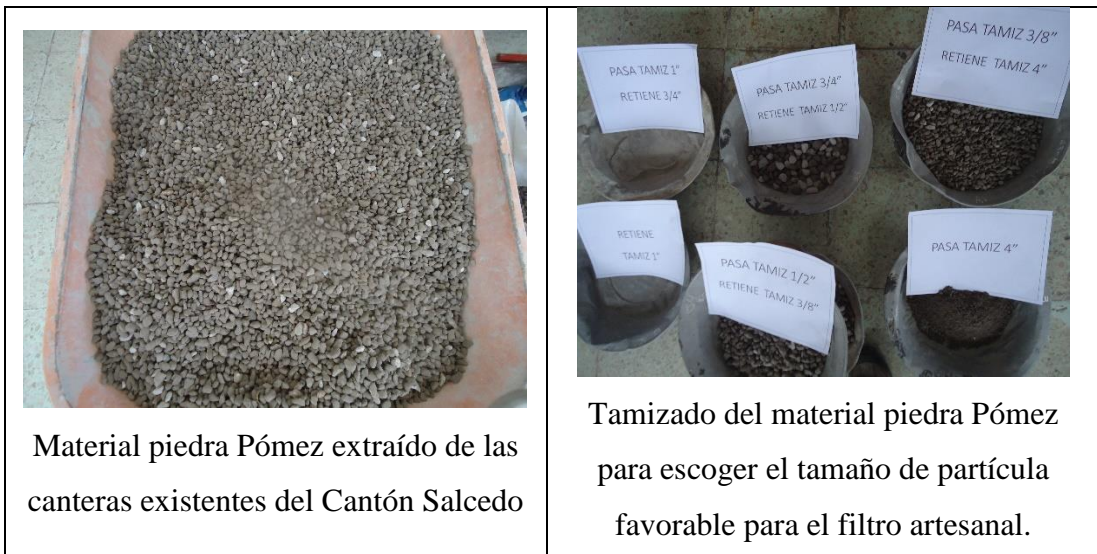 PASA TAMIZ 1"
RETIENE 3/4"
PASA TAMIZ 3/4"
RETIENE TAMIZ 1/2"
PASA TAMIZ 3/8"
RETIENE TAMIZ 4"
RETIENE
TAMIZ 1"
PASA TAMIZ 1/2"
RETIENE TAMIZ 3/8"
PASA TAMIZ 4"
Material piedra Pómez extraído de las
canteras existentes del Cantón Salcedo
Tamizado del material piedra Pómez
para escoger el tamaño de partícula
favorable para el filtro artesanal.